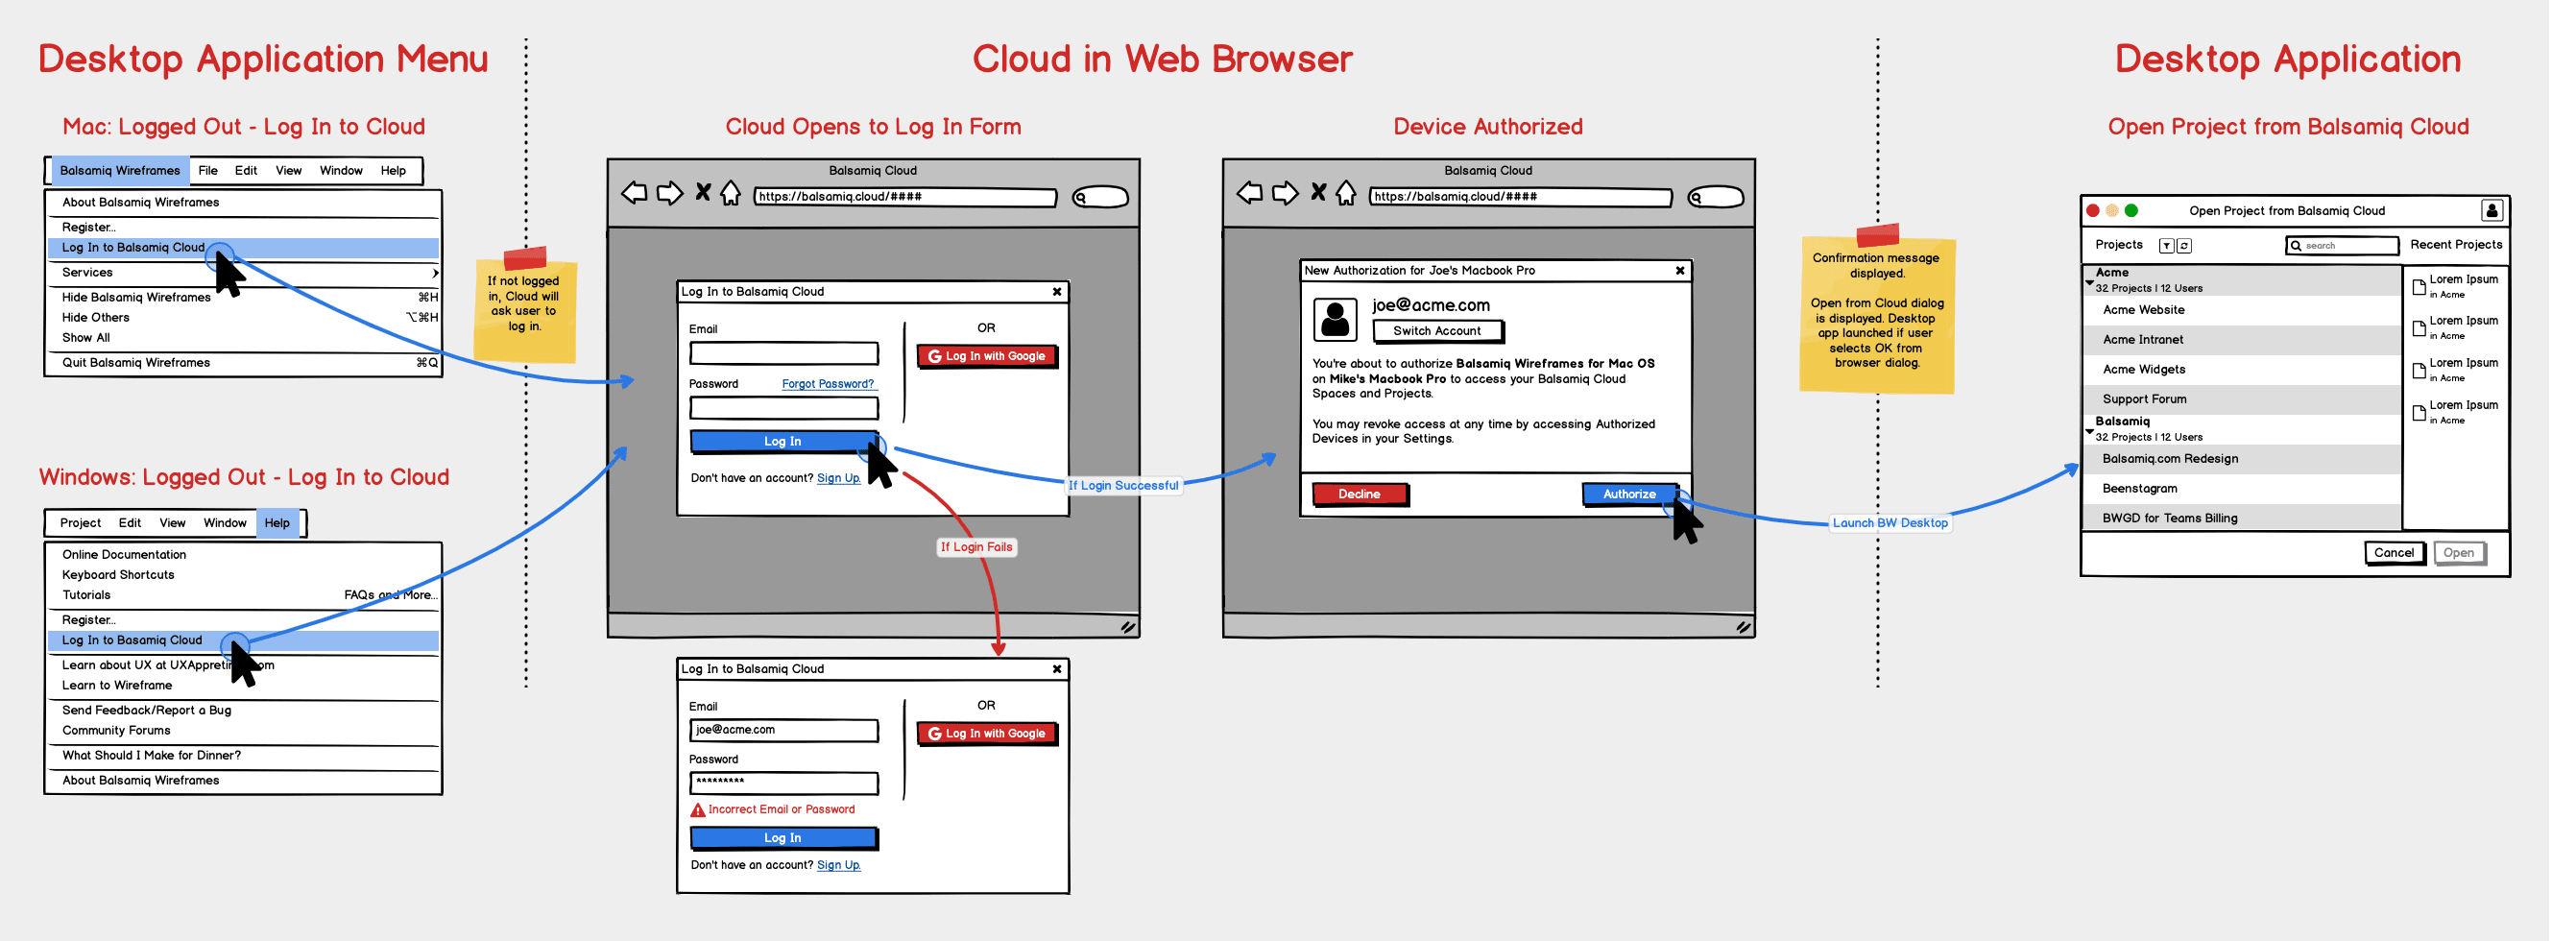 Desktop Application Menu
Mac: Logged Out - Log In to Cloud
Balsamiq Wireframes File Edit View Window Help
About Balsamiq Wireframes
Register...
Log In to Balsamiq Cloud
Services
Hide Balsamiq Wireframes ⌘H
Hide Others ⌥⌘H
Show All
Quit Balsamiq Wireframes ⌘Q
Windows: Logged Out - Log In to Cloud
Project Edit View Window Help
Online Documentation
Keyboard Shortcuts
Tutorials FAQs and More...
Register...
Log In to Basamiq Cloud
Learn about UX at
Learn to Wireframe
Send Feedback/Report a Bug
Community Forums
What Should I Make for Dinner?
About Balsamiq Wireframes
If not logged
in, Cloud will
ask user to
log in.
Cloud in Web Browser
Cloud Opens to Log In Form
Balsamiq Cloud
https://balsamiq.cloud/####
Log In to Balsamiq Cloud
Email
OR
Log In with Google
Password Forgot Password?
Log In
Don't have an account? Sign Up.
If Login Successful
If Login Fails
Log In to Balsamiq Cloud
Email
OR
joe@acme.com
Log In with Google
Password
*********
Incorrect Email or Password
Log In
Don't have an account? Sign Up.
Device Authorized
Balsamiq Cloud
https://balsamiq.cloud/####
New Authorization for Joe's Macbook Pro
joe@acme.com
Switch Account
You're about to authorize Balsamiq Wireframes for Mac OS
on Mike's Macbook Pro to access your Balsamiq Cloud
Spaces and Projects.
You may revoke access at any time by accessing Authorized
Devices in your Settings.
Decline
Authorize
Confirmation message
displayed.
Open from Cloud dialog
is displayed. Desktop
app launched if user
selects OK from
browser dialog.
Launch BW Desktop
Desktop Application
Open Project from Balsamiq Cloud
Open Project from Balsamiq Cloud
Projects
search
Recent Projects
Acme
32 Projects | 12 Users
Acme Website
Acme Intranet
Acme Widgets
Support Forum
Balsamiq
32 Projects | 12 Users
Balsamiq.com Redesign
Beenstagram
BWGD for Teams Billing
Lorem Ipsum
in Acme
Lorem Ipsum
in Acme
Lorem Ipsum
in Acme
Lorem Ipsum
in Acme
Cancel
Open